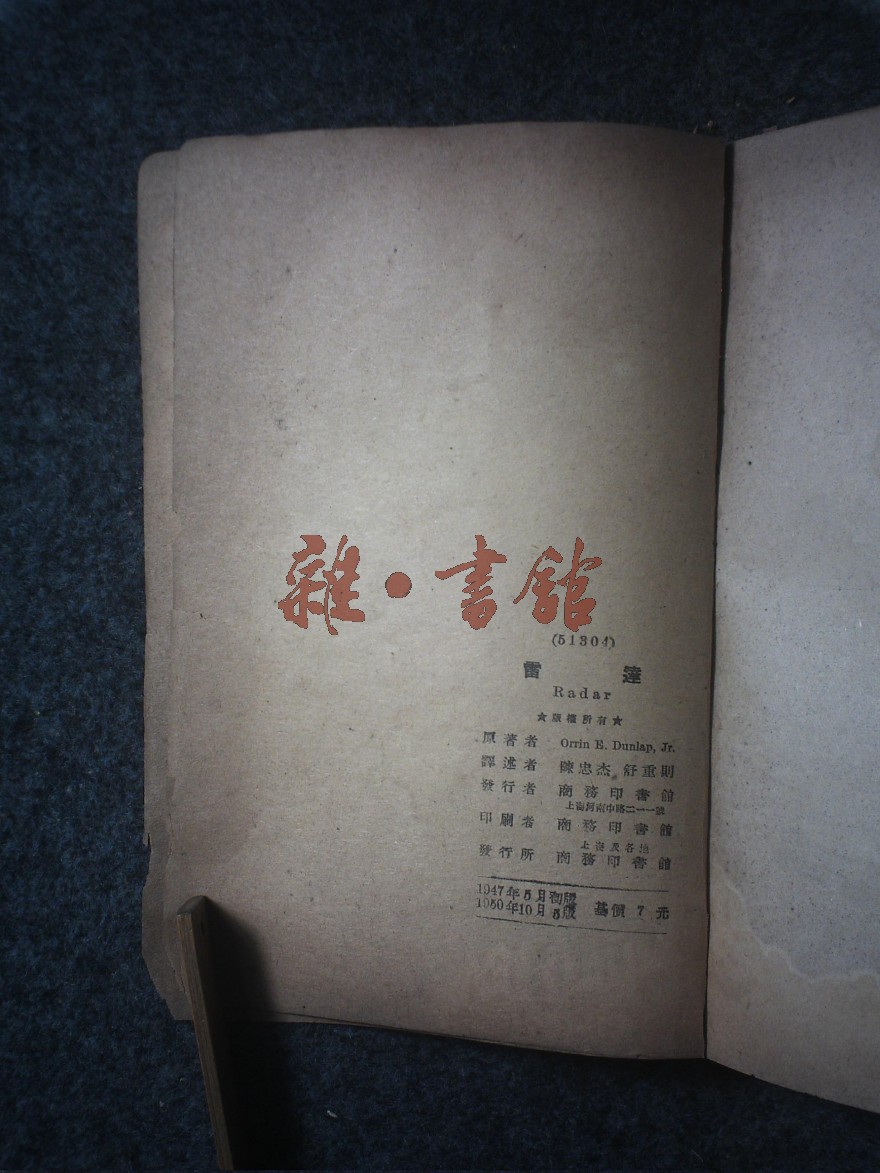 雜·書館
(51304)
雷 達
Radar
★版權所有★
原著者 Orrin E. Dunlap, Jr.
譯述者 陳忠杰 舒重則
發行者 商務印書館
上海河南中路二一一號
印刷者 商務印書館
上海及各地
發行所 商務印書館
1947年5月初版
1950年10月5版 基價 7 元